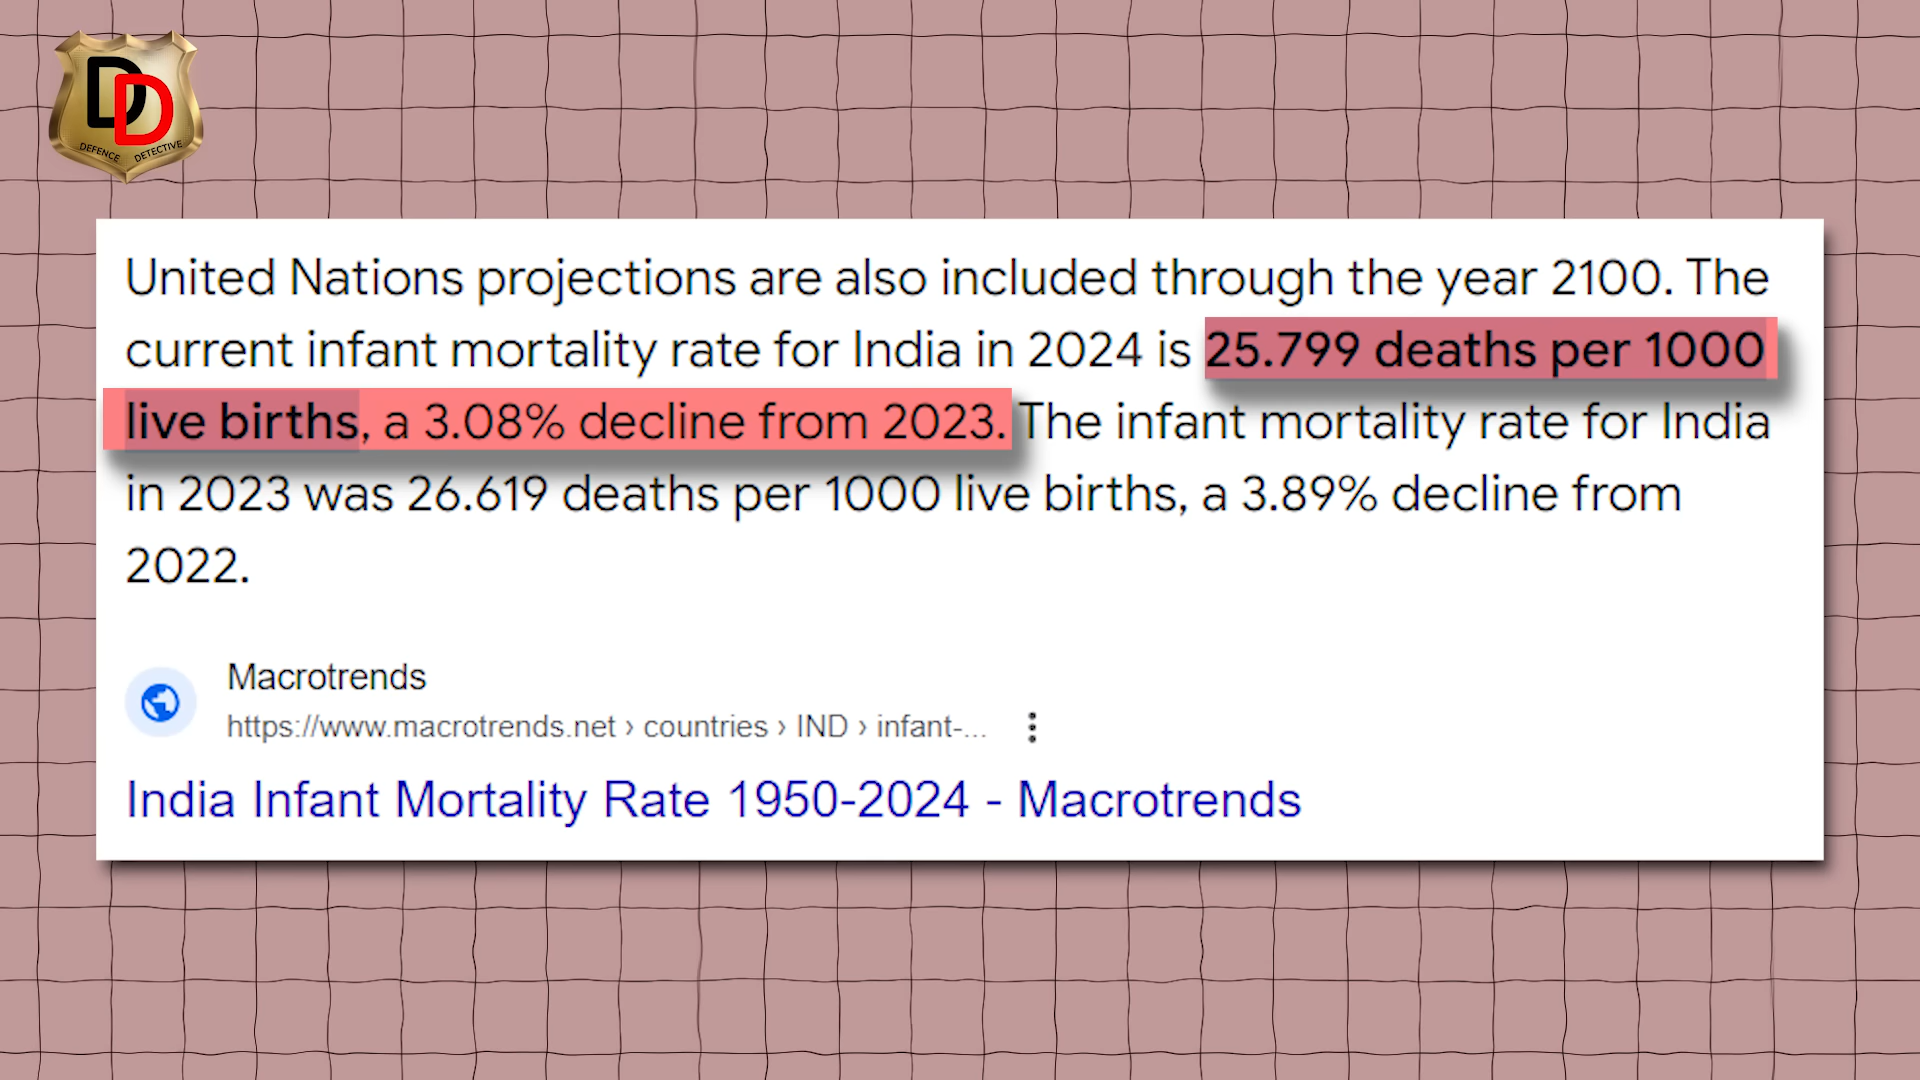 DD
DEFENCE DETECTIVE
United Nations projections are also included through the year 2100. The
current infant mortality rate for India in 2024 is 25.799 deaths per 1000
live births, a 3.08% decline from 2023. The infant mortality rate for India
in 2023 was 26.619 deaths per 1000 live births, a 3.89% decline from
2022.
Macrotrends
https://www.macrotrends.net › countries › IND › infant-...
India Infant Mortality Rate 1950-2024 - Macrotrends